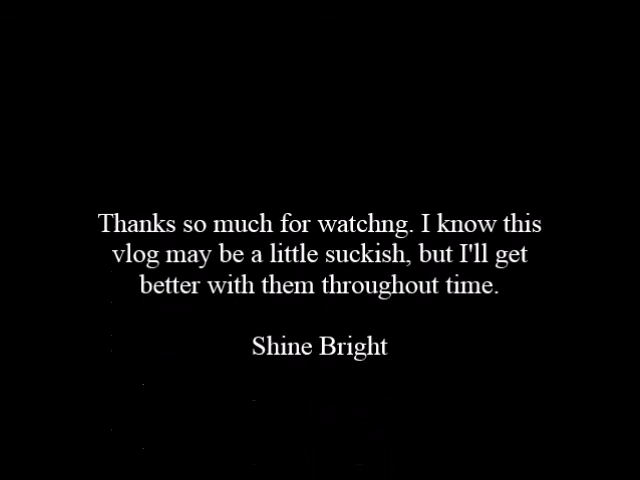 Thanks so much for watchng. I know this
vlog may be a little suckish, but I'll get
better with them throughout time.
Shine Bright